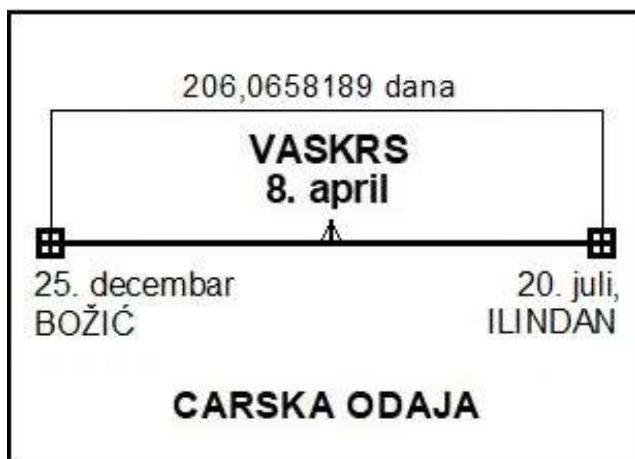 206,0658189 dana
VASKRS
8. april
25. decembar
BOŽIĆ
20. juli,
ILINDAN
CARSKA ODAJA